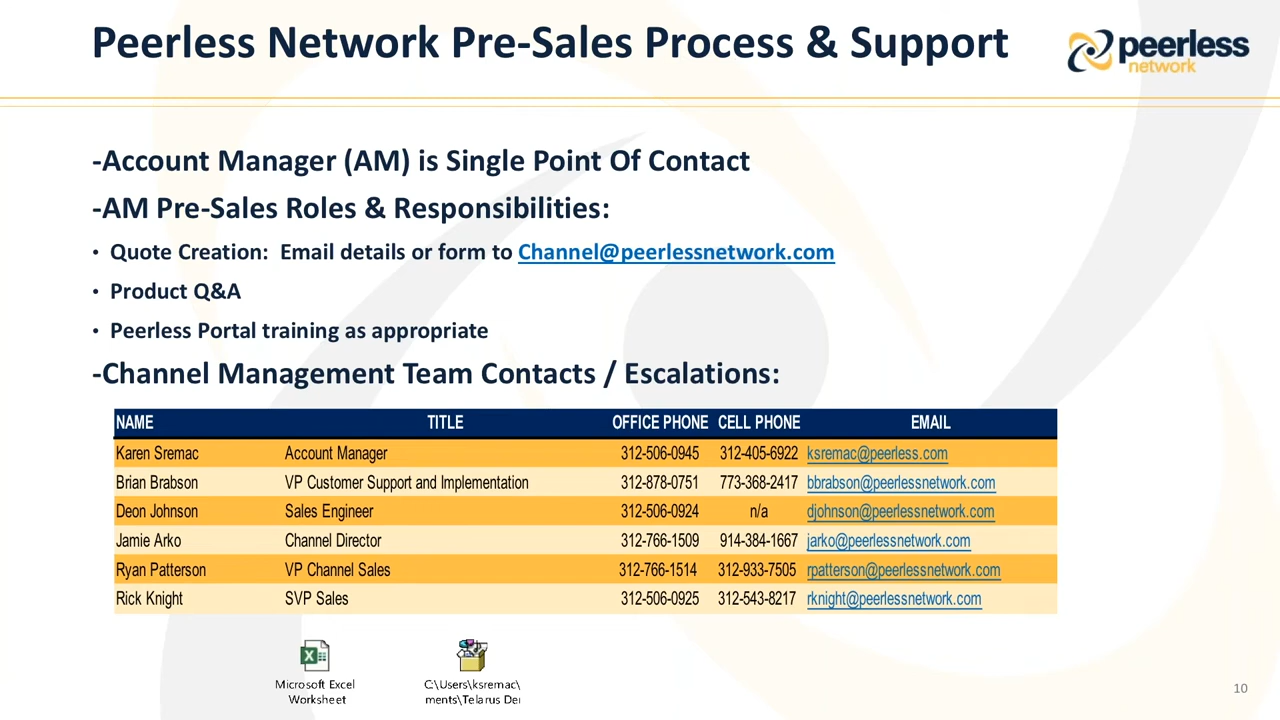 Peerless Network Pre-Sales Process & Support
peerless
network
-Account Manager (AM) is Single Point Of Contact
-AM Pre-Sales Roles & Responsibilities:
• Quote Creation: Email details or form to Channel@peerlessnetwork.com
• Product Q&A
• Peerless Portal training as appropriate
-Channel Management Team Contacts / Escalations:
NAME TITLE OFFICE PHONE CELL PHONE EMAIL
Karen Sremac Account Manager 312-506-0945 312-405-6922 ksremac@peerless.com
Brian Brabson VP Customer Support and Implementation 312-878-0751 773-368-2417 bbrabson@peerlessnetwork.com
Deon Johnson Sales Engineer 312-506-0924 n/a djohnson@peerlessnetwork.com
Jamie Arko Channel Director 312-766-1509 914-384-1667 jarko@peerlessnetwork.com
Ryan Patterson VP Channel Sales 312-766-1514 312-933-7505 rpatterson@peerlessnetwork.com
Rick Knight SVP Sales 312-506-0925 312-543-8217 rknight@peerlessnetwork.com
Microsoft Excel
Worksheet
C:\Users\ksremac\
ments\Telarus Der
10